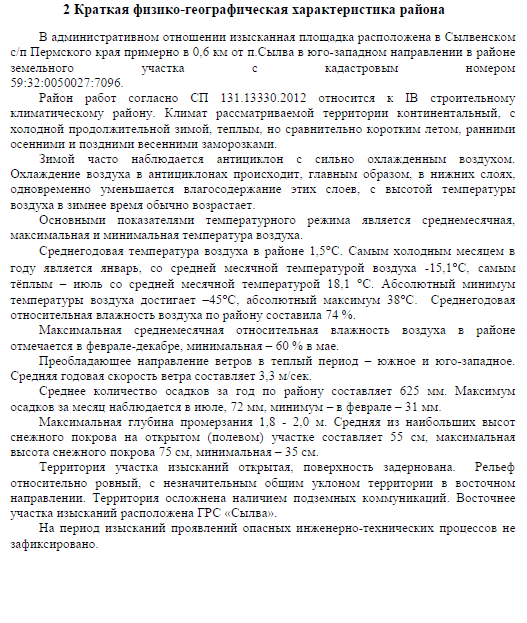 2 Краткая физико-географическая характеристика района
В административном отношении изысканная площадка расположена в Сылвенском
с/п Пермского края примерно в 0,6 км от п.Сылва в юго-западном направлении в районе
земельного участка с кадастровым номером
59:32:0050027:7096.
Район работ согласно СП 131.13330.2012 относится к IВ строительному
климатическому району. Климат рассматриваемой территории континентальный, с
холодной продолжительной зимой, теплым, но сравнительно коротким летом, ранними
осенними и поздними весенними заморозками.
Зимой часто наблюдается антициклон с сильно охлажденным воздухом.
Охлаждение воздуха в антициклонах происходит, главным образом, в нижних слоях,
одновременно уменьшается влагосодержание этих слоев, с высотой температуры
воздуха в зимнее время обычно возрастает.
Основными показателями температурного режима является среднемесячная,
максимальная и минимальная температура воздуха.
Среднегодовая температура воздуха в районе 1,5°С. Самым холодным месяцем в
году является январь, со средней месячной температурой воздуха -15,1°С, самым
тёплым – июль со средней месячной температурой 18,1 °С. Абсолютный минимум
температуры воздуха достигает –45°С, абсолютный максимум 38°С. Среднегодовая
относительная влажность воздуха по району составила 74 %.
Максимальная среднемесячная относительная влажность воздуха в районе
отмечается в феврале-декабре, минимальная – 60 % в мае.
Преобладающее направление ветров в теплый период – южное и юго-западное.
Средняя годовая скорость ветра составляет 3,3 м/сек.
Среднее количество осадков за год по району составляет 625 мм. Максимум
осадков за месяц наблюдается в июле, 72 мм, минимум – в феврале – 31 мм.
Максимальная глубина промерзания 1,8 - 2,0 м. Средняя из наибольших высот
снежного покрова на открытом (полевом) участке составляет 55 см, максимальная
высота снежного покрова 75 см, минимальная – 35 см.
Территория участка изысканий открытая, поверхность задернована. Рельеф
относительно ровный, с незначительным общим уклоном территории в восточном
направлении. Территория осложнена наличием подземных коммуникаций. Восточнее
участка изысканий расположена ГРС «Сылва».
На период изысканий проявлений опасных инженерно-технических процессов не
зафиксировано.